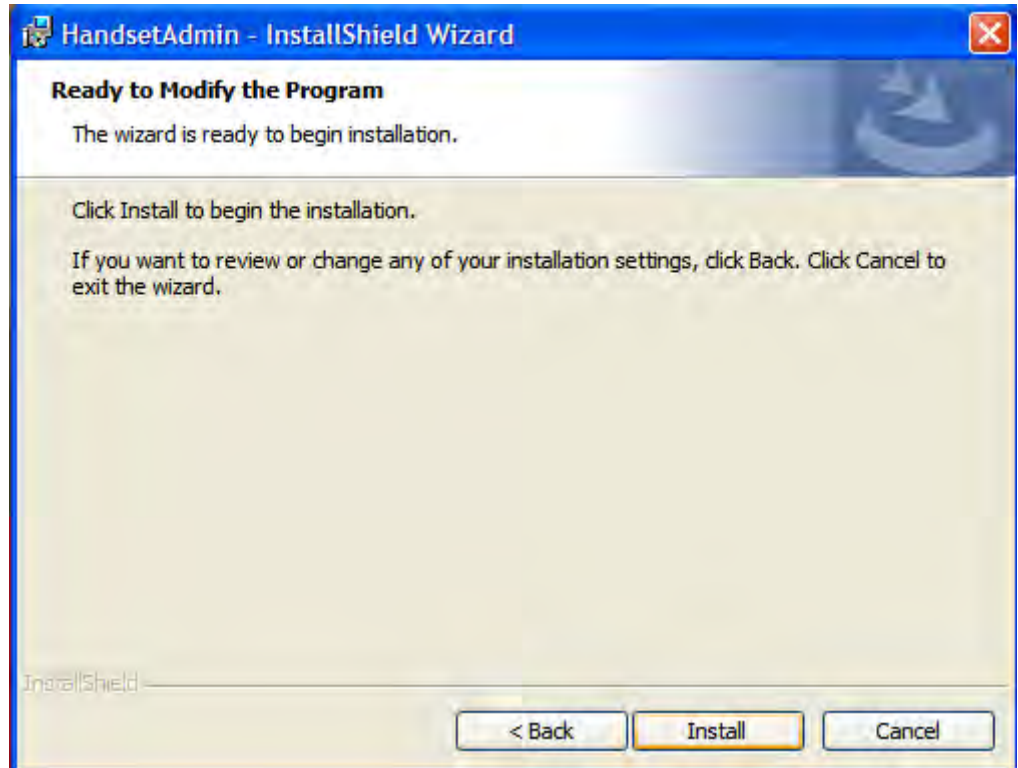 HandsetAdmin - InstallShield Wizard
Ready to Modify the Program
The wizard is ready to begin installation.
Click Install to begin the installation.
If you want to review or change any of your installation settings, click Back. Click Cancel to
exit the wizard.
InstallShield
< Back Install Cancel